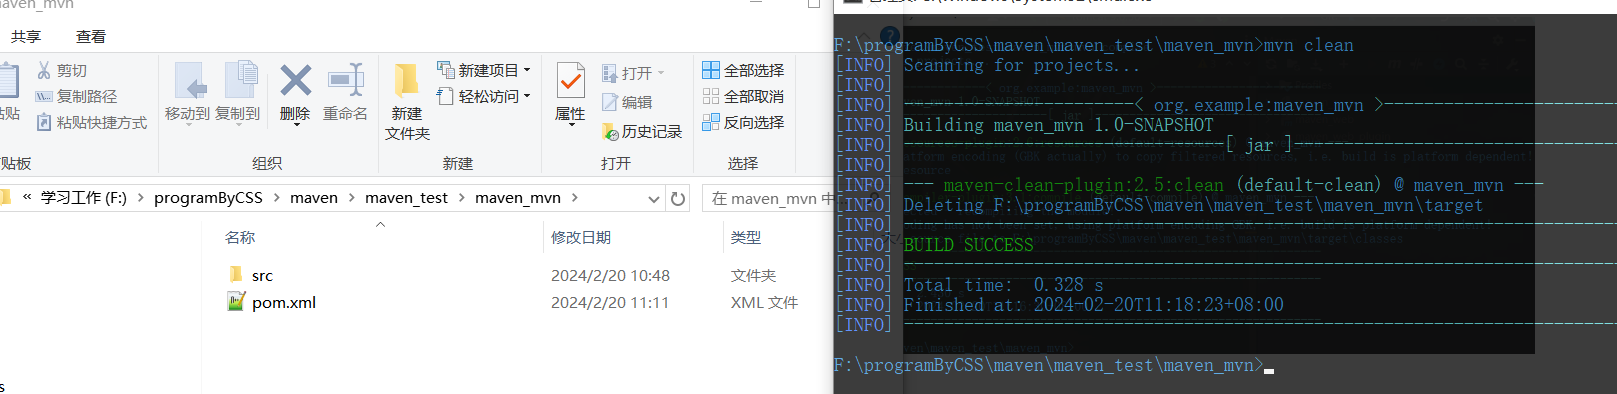 maven_mvn
共享 查看
剪切
复制路径
粘贴快捷方式
移动到 复制到 删除 重命名
新建
文件夹
新建项目
轻松访问
属性
打开
编辑
历史记录
全部选择
全部取消
反向选择
组织 新建 打开 选择
« 学习工作 (F:) > programByCSS > maven > maven_test > maven_mvn >
在 maven_mvn 中
名称 修改日期 类型
src 2024/2/20 10:48 文件夹
pom.xml 2024/2/20 11:11 XML 文件
F:\programByCSS\maven\maven_test\maven_mvn>mvn clean
[INFO] Scanning for projects...
[INFO]
[INFO] --------------------< org.example:maven_mvn >--------------------
[INFO] Building maven_mvn 1.0-SNAPSHOT
[INFO] --------------------------------[ jar ]---------------------------------
[INFO]
[INFO] --- maven-clean-plugin:2.5:clean (default-clean) @ maven_mvn ---
[INFO] Deleting F:\programByCSS\maven\maven_test\maven_mvn\target
[INFO] ------------------------------------------------------------------------
[INFO] BUILD SUCCESS
[INFO] ------------------------------------------------------------------------
[INFO] Total time:  0.328 s
[INFO] Finished at: 2024-02-20T11:18:23+08:00
[INFO] ------------------------------------------------------------------------
F:\programByCSS\maven\maven_test\maven_mvn>